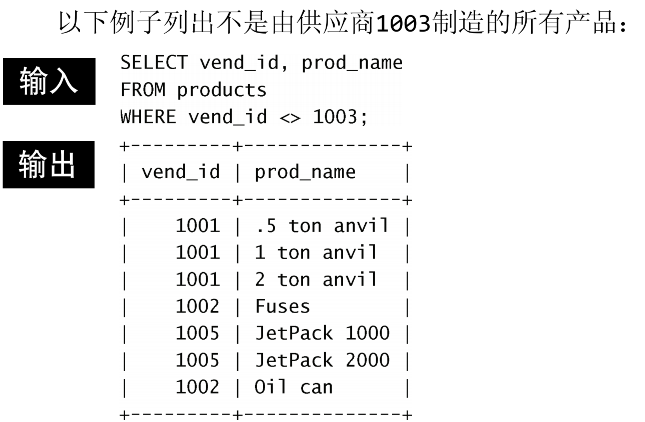 以下例子列出不是由供应商1003制造的所有产品：
输入
SELECT vend_id, prod_name
FROM products
WHERE vend_id <> 1003;
输出
+---------+--------------+
| vend_id | prod_name    |
+---------+--------------+
|    1001 | .5 ton anvil |
|    1001 | 1 ton anvil  |
|    1001 | 2 ton anvil  |
|    1002 | Fuses        |
|    1005 | JetPack 1000 |
|    1005 | JetPack 2000 |
|    1002 | Oil can      |
+---------+--------------+